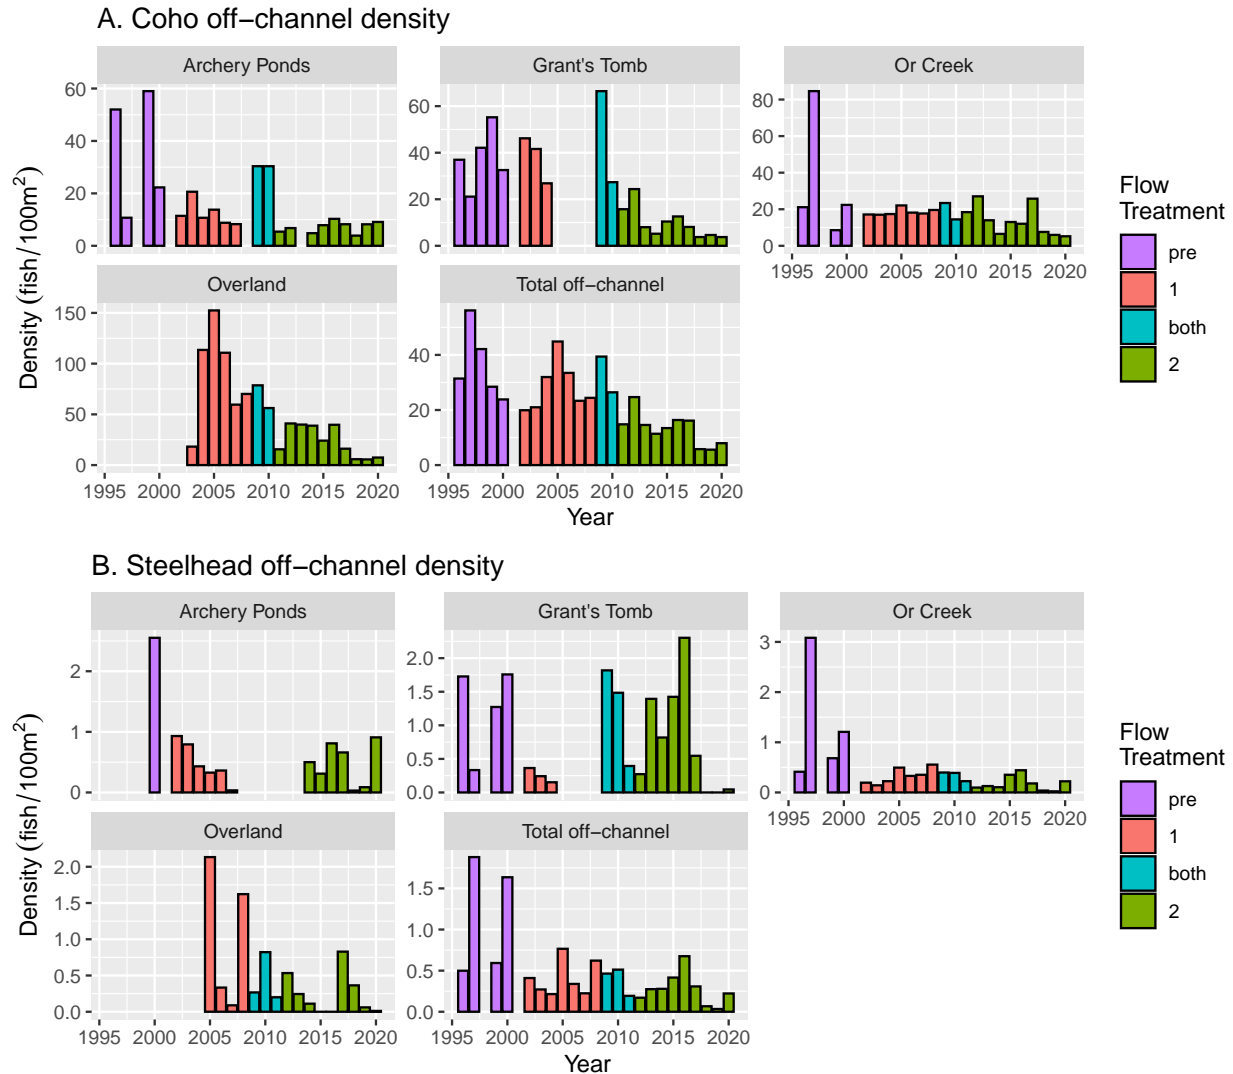 A. Coho off−channel density
Archery Ponds
Grant's Tomb
Or Creek
60
40
20
0
60
40
20
0
80
60
40
20
0
1995 2000 2005 2010 2015 2020
Overland
Total off−channel
150
100
50
0
40
20
0
1995 2000 2005 2010 2015 2020
1995 2000 2005 2010 2015 2020
Density (fish/100m²)
Year
Flow
Treatment
pre
1
both
2
B. Steelhead off−channel density
Archery Ponds
Grant's Tomb
Or Creek
2
1
0
2.0
1.5
1.0
0.5
0.0
3
2
1
0
1995 2000 2005 2010 2015 2020
Overland
Total off−channel
2.0
1.5
1.0
0.5
0.0
1.5
1.0
0.5
0.0
1995 2000 2005 2010 2015 2020
1995 2000 2005 2010 2015 2020
Density (fish/100m²)
Year
Flow
Treatment
pre
1
both
2